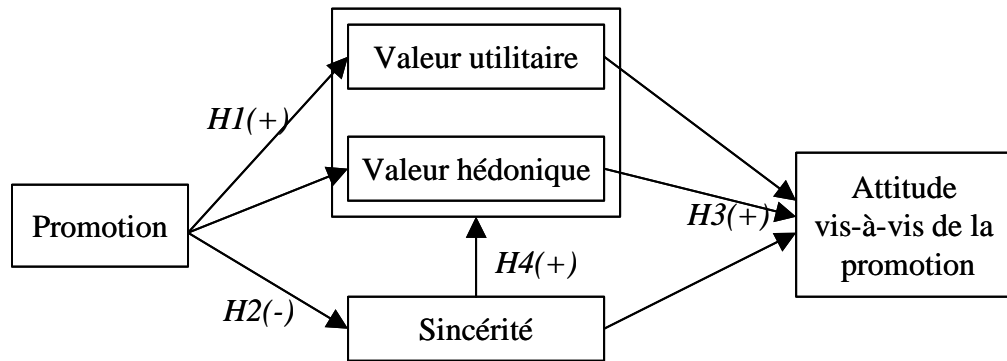 Valeur utilitaire
H1(+)
Valeur hédonique
Promotion
Attitude
vis-à-vis de la
promotion
H3(+)
H4(+)
H2(-)
Sincérité